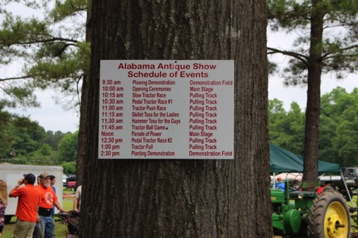 Alabama Antique Show
Schedule of Events
9:30 am Plowing Demonstration Demonstration Field
10:00 am Opening Ceremonies Main Stage
10:15 am Slow Tractor Race Pulling Track
10:30 am Pedal Tractor Race #1 Pulling Track
11:00 am Tractor Push Race Pulling Track
11:15 am Skillet Toss for the Ladies Pulling Track
11:30 am Hammer Toss for the Guys Pulling Track
11:45 am Tractor Ball Game Pulling Track
Noon Parade of Power Main Stage
12:30 pm Pedal Tractor Race #2 Pulling Track
1:00 pm Tractor Pull Pulling Track
2:30 pm Planting Demonstration Demonstration Field